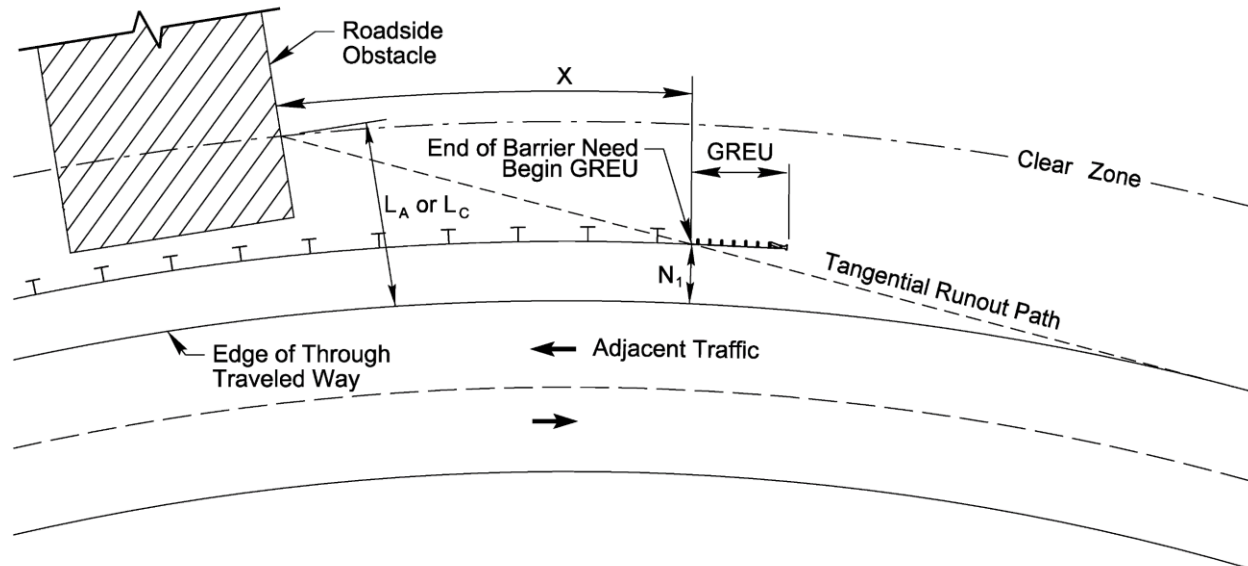 Roadside
Obstacle
X
End of Barrier Need
Begin GREU
GREU
Clear Zone
L_A or L_C
N_1
Tangential Runout Path
Edge of Through
Traveled Way
Adjacent Traffic